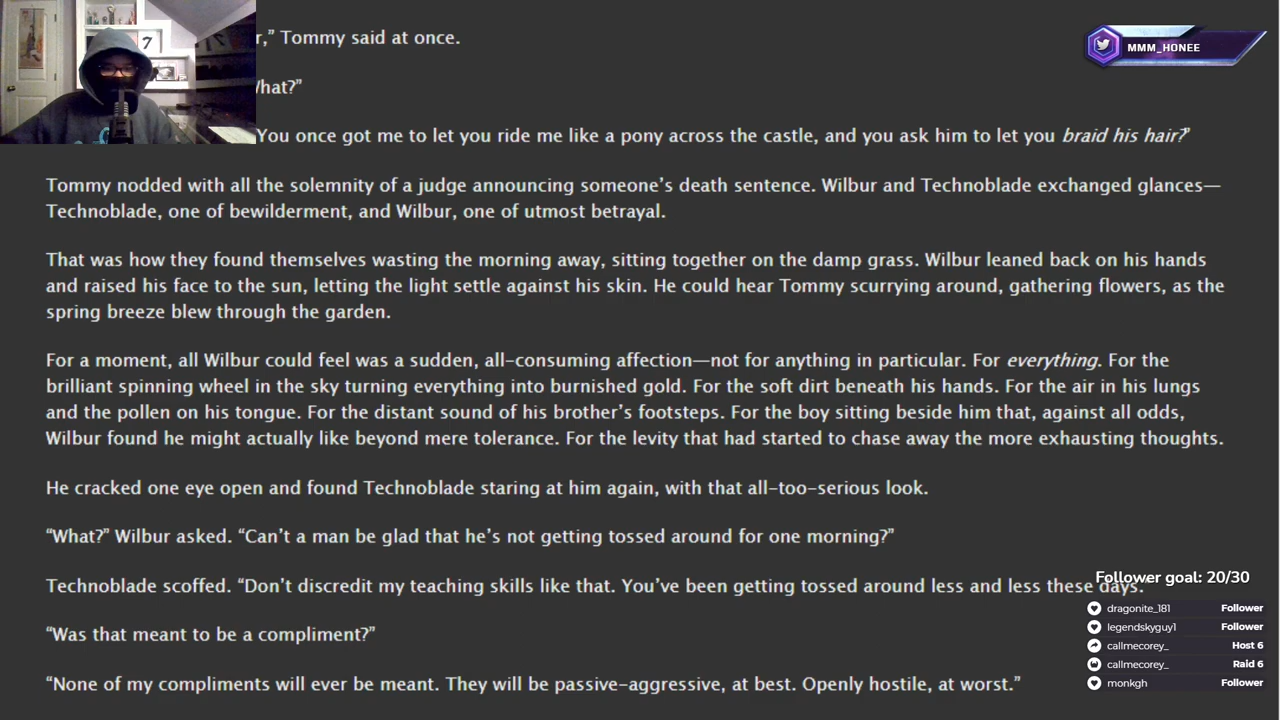 r,” Tommy said at once.
MMM_HONEE
What?”
You once got me to let you ride me like a pony across the castle, and you ask him to let you braid his hair?”
Tommy nodded with all the solemnity of a judge announcing someone’s death sentence. Wilbur and Technoblade exchanged glances—
Technoblade, one of bewilderment, and Wilbur, one of utmost betrayal.
That was how they found themselves wasting the morning away, sitting together on the damp grass. Wilbur leaned back on his hands
and raised his face to the sun, letting the light settle against his skin. He could hear Tommy scurrying around, gathering flowers, as the
spring breeze blew through the garden.
For a moment, all Wilbur could feel was a sudden, all-consuming affection—not for anything in particular. For everything. For the
brilliant spinning wheel in the sky turning everything into burnished gold. For the soft dirt beneath his hands. For the air in his lungs
and the pollen on his tongue. For the distant sound of his brother’s footsteps. For the boy sitting beside him that, against all odds,
Wilbur found he might actually like beyond mere tolerance. For the levity that had started to chase away the more exhausting thoughts.
He cracked one eye open and found Technoblade staring at him again, with that all-too-serious look.
“What?” Wilbur asked. “Can’t a man be glad that he’s not getting tossed around for one morning?”
Technoblade scoffed. “Don’t discredit my teaching skills like that. You’ve been getting tossed around less and less these days.”
“Was that meant to be a compliment?”
“None of my compliments will ever be meant. They will be passive-aggressive, at best. Openly hostile, at worst.”
Follower goal: 20/30
dragonite_181 Follower
legendskyguy1 Follower
callmecorey_ Host 6
callmecorey_ Raid 6
monkgh Follower